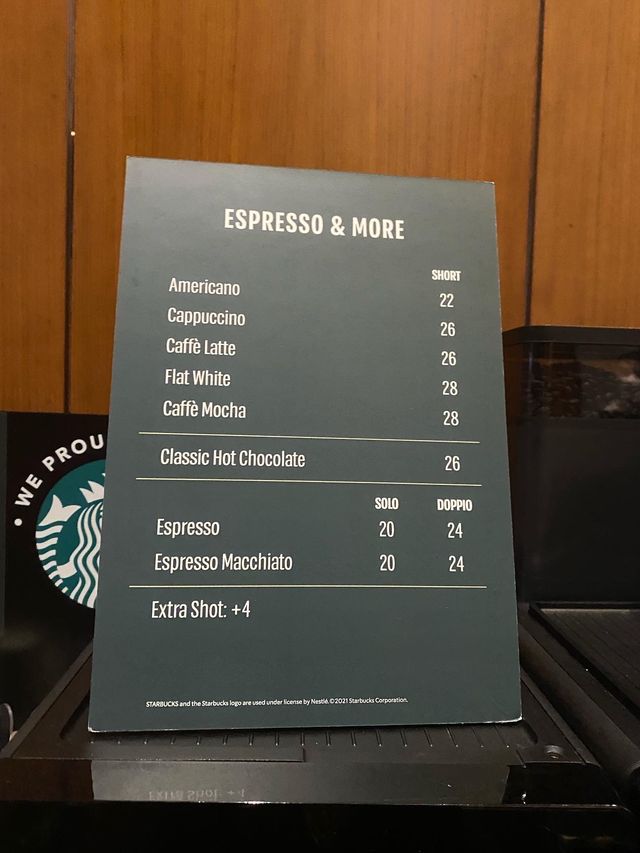 ESPRESSO & MORE
SHORT
Americano 22
Cappuccino 26
Caffè Latte 26
Flat White 28
Caffè Mocha 28
Classic Hot Chocolate 26
SOLO DOPPIO
Espresso 20 24
Espresso Macchiato 20 24
Extra Shot: +4
STARBUCKS and the Starbucks logo are used under license by Nestlé. ©2021 Starbucks Corporation.
• WE PROU